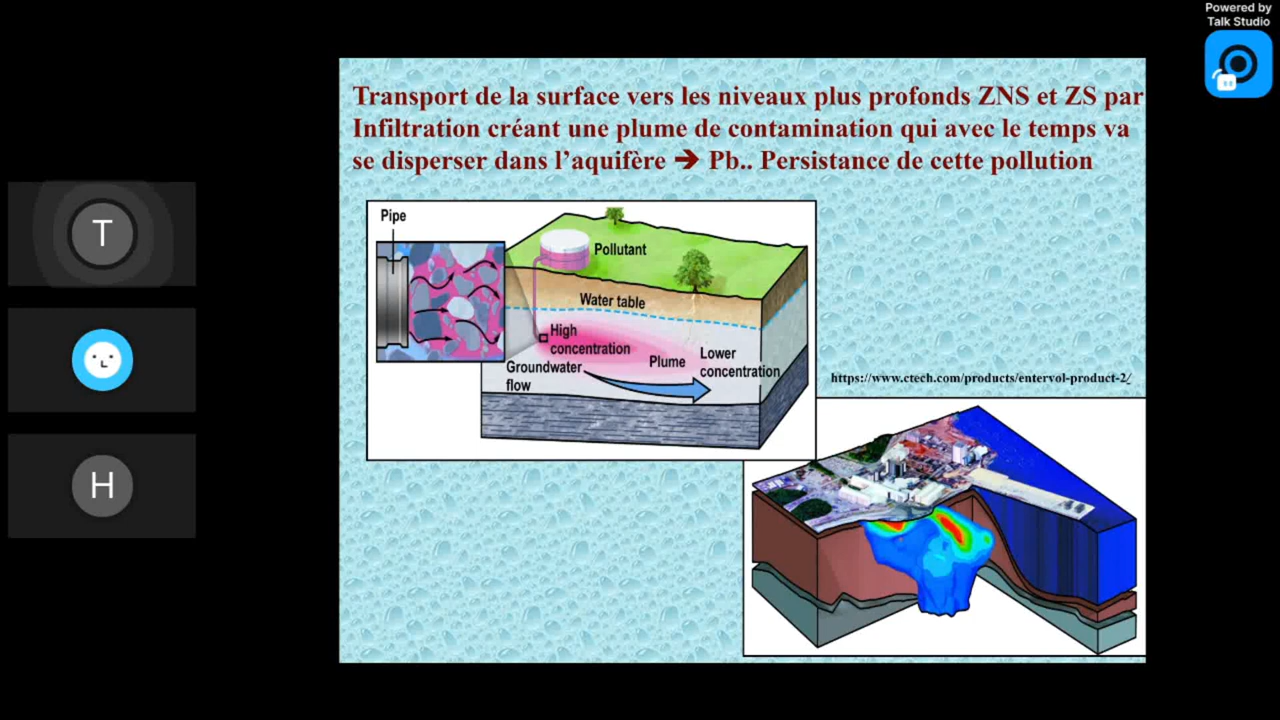 Powered by
Talk Studio
Transport de la surface vers les niveaux plus profonds ZNS et ZS par
Infiltration créant une plume de contamination qui avec le temps va
se disperser dans l’aquifère ➔ Pb.. Persistance de cette pollution
Pipe
Pollutant
Water table
High
concentration
Plume
Lower
concentration
Groundwater
flow
https://www.ctech.com/products/entervol-product-2/
T
H